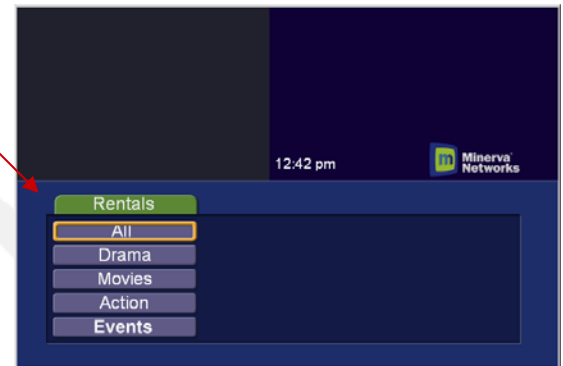 12:42 pm
m Minerva
Networks
Rentals
All
Drama
Movies
Action
Events